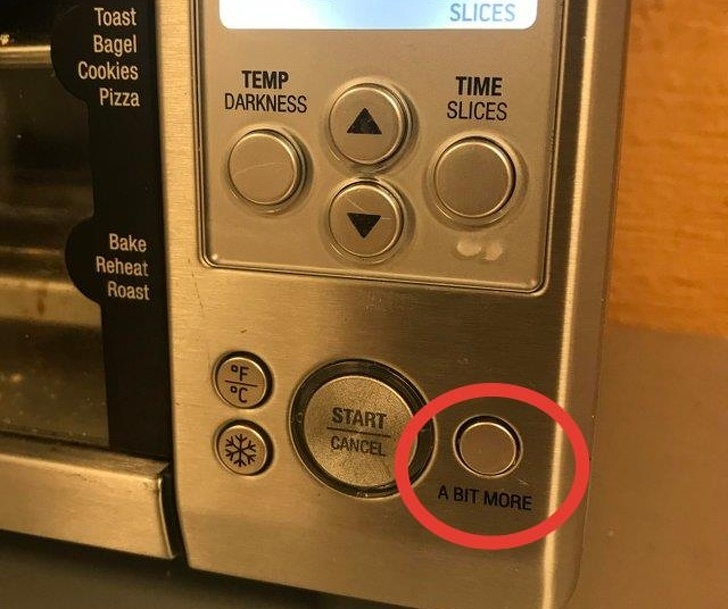 SLICES
Toast
Bagel
Cookies
Pizza
TEMP
DARKNESS
TIME
SLICES
Bake
Reheat
Roast
°F
°C
START
CANCEL
A BIT MORE